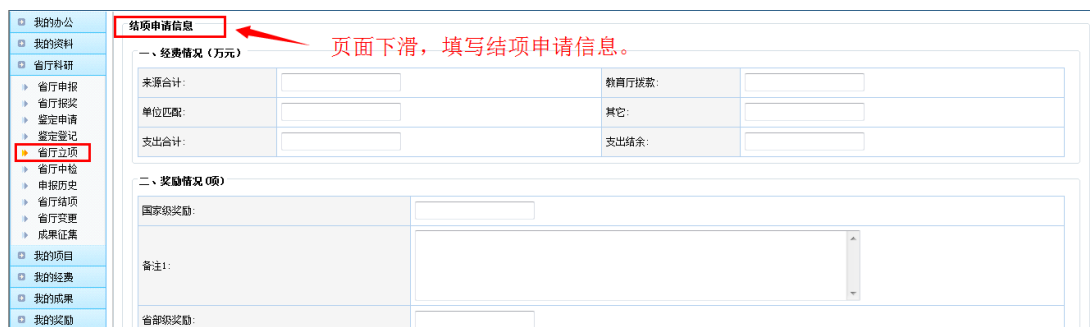 我的办公
我的资料
省厅科研
省厅申报
省厅报奖
鉴定申请
鉴定登记
省厅立项
省厅中检
申报历史
省厅结项
省厅变更
成果征集
我的项目
我的经费
我的成果
我的奖励
结项申请信息
页面下滑，填写结项申请信息。
一、经费情况（万元）
来源合计: 教育厅拨款:
单位匹配: 其它:
支出合计: 支出结余:
二、奖励情况(项)
国家级奖励:
备注1:
省部级奖励: